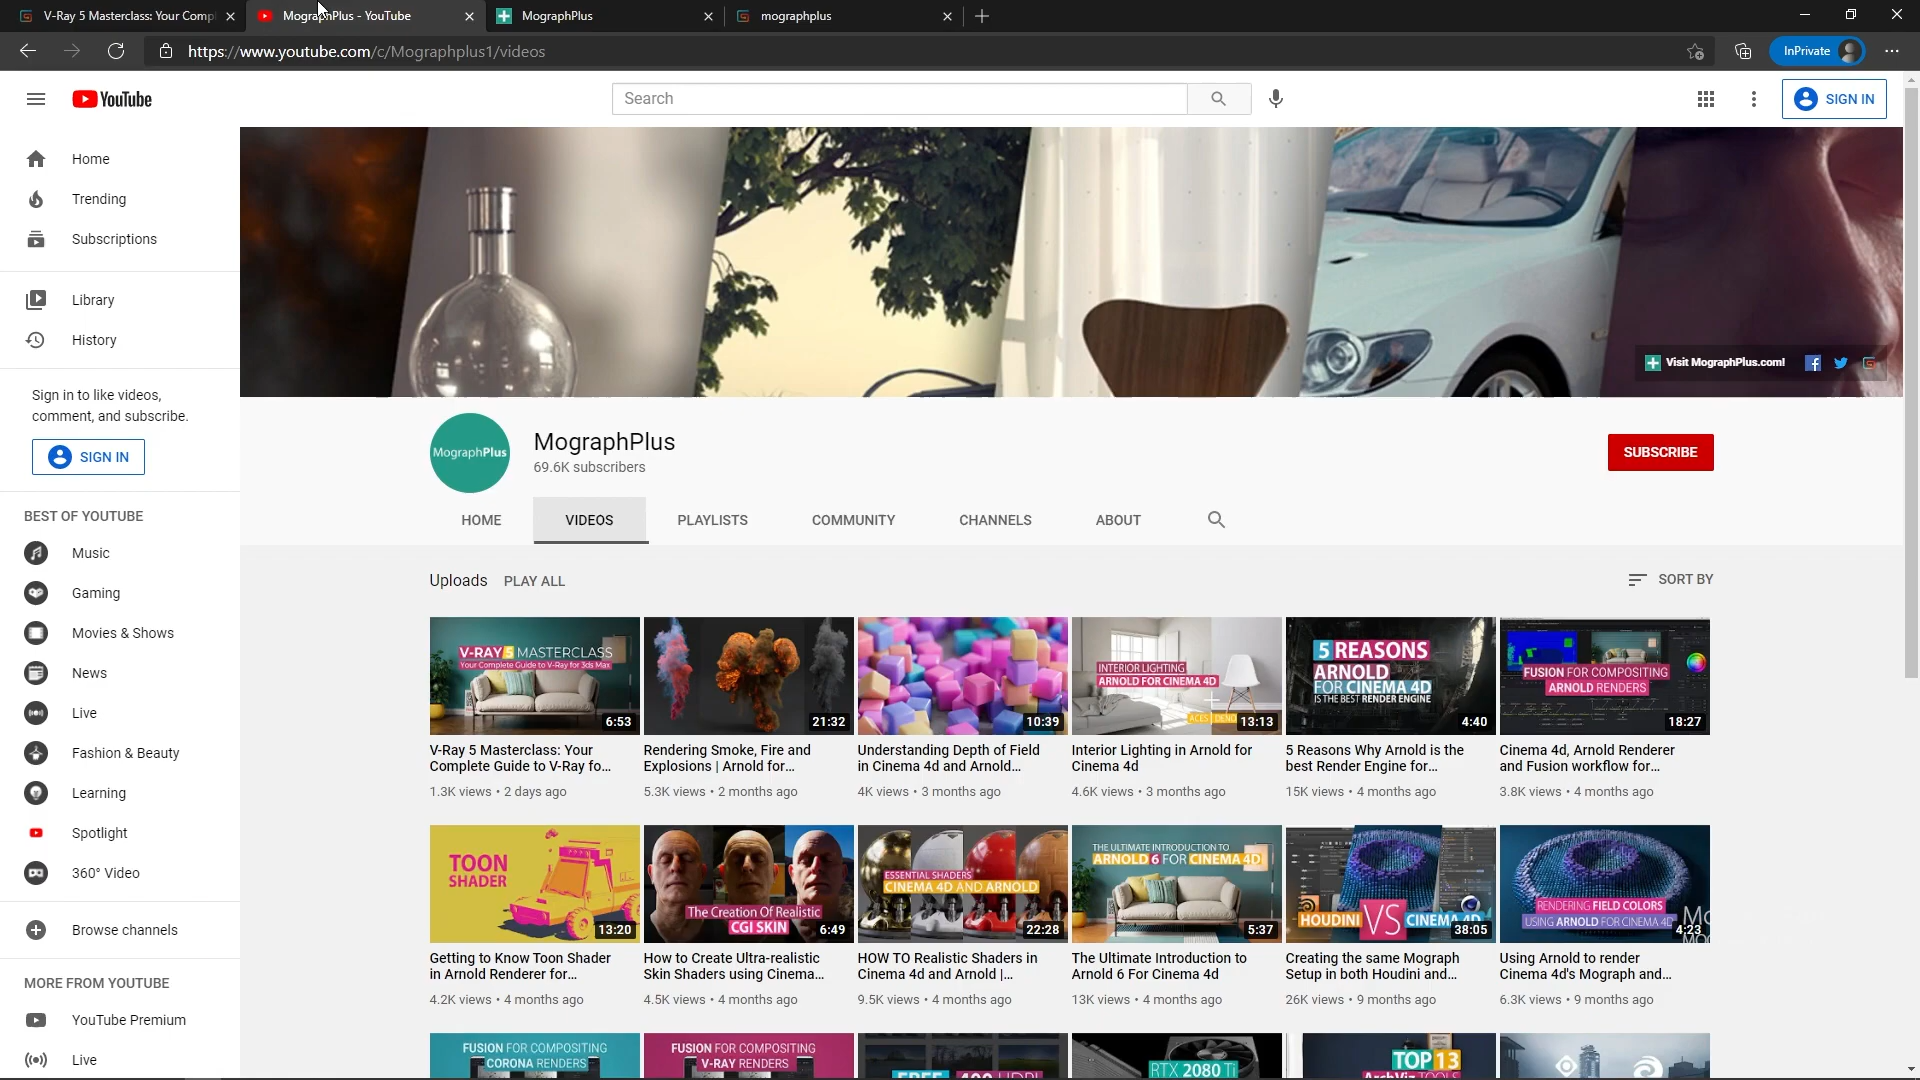 V-Ray 5 Masterclass: Your Compl
MographPlus - YouTube
MographPlus
mographplus
https://www.youtube.com/c/Mographplus1/videos
InPrivate
YouTube
Search
SIGN IN
Home
Trending
Subscriptions
Library
History
Sign in to like videos,
comment, and subscribe.
SIGN IN
BEST OF YOUTUBE
Music
Gaming
Movies & Shows
News
Live
Fashion & Beauty
Learning
Spotlight
360° Video
Browse channels
MORE FROM YOUTUBE
YouTube Premium
Live
Visit MographPlus.com!
MographPlus
MographPlus
69.6K subscribers
SUBSCRIBE
HOME
VIDEOS
PLAYLISTS
COMMUNITY
CHANNELS
ABOUT
Uploads
PLAY ALL
SORT BY
V-RAY 5 MASTERCLASS
Your Complete Guide to V-Ray for 3ds Max
6:53
21:32
10:39
INTERIOR LIGHTING
ARNOLD FOR CINEMA 4D
13:13
5 REASONS
ARNOLD
FOR CINEMA 4D
IS THE BEST RENDER ENGINE
4:40
FUSION FOR COMPOSITING
ARNOLD RENDERS
18:27
V-Ray 5 Masterclass: Your
Complete Guide to V-Ray fo...
1.3K views • 2 days ago
Rendering Smoke, Fire and
Explosions | Arnold for...
5.3K views • 2 months ago
Understanding Depth of Field
in Cinema 4d and Arnold...
4K views • 3 months ago
Interior Lighting in Arnold for
Cinema 4d
4.6K views • 3 months ago
5 Reasons Why Arnold is the
best Render Engine for...
15K views • 4 months ago
Cinema 4d, Arnold Renderer
and Fusion workflow for...
3.8K views • 4 months ago
TOON
SHADER
13:20
The Creation Of Realistic
CGI SKIN
6:49
ESSENTIAL SHADERS
CINEMA 4D AND ARNOLD
22:28
THE ULTIMATE INTRODUCTION TO
ARNOLD 6 FOR CINEMA 4D
5:37
HOUDINI VS CINEMA 4D
38:05
RENDERING FIELD COLORS
USING ARNOLD FOR CINEMA 4D
4:23
Getting to Know Toon Shader
in Arnold Renderer for...
4.2K views • 4 months ago
How to Create Ultra-realistic
Skin Shaders using Cinema...
4.5K views • 4 months ago
HOW TO Realistic Shaders in
Cinema 4d and Arnold |...
9.5K views • 4 months ago
The Ultimate Introduction to
Arnold 6 For Cinema 4d
13K views • 4 months ago
Creating the same Mograph
Setup in both Houdini and...
26K views • 9 months ago
Using Arnold to render
Cinema 4d's Mograph and...
6.3K views • 9 months ago
FUSION FOR COMPOSITING
CORONA RENDERS
FUSION FOR COMPOSITING
V-RAY RENDERS
RTX 2080 Ti
TOP 13